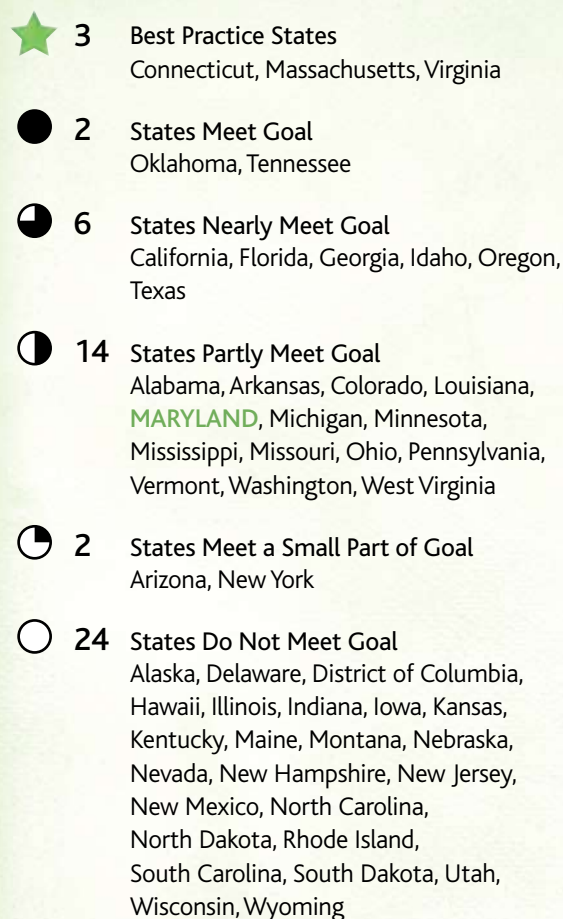 3 Best Practice States
Connecticut, Massachusetts, Virginia
2 States Meet Goal
Oklahoma, Tennessee
6 States Nearly Meet Goal
California, Florida, Georgia, Idaho, Oregon,
Texas
14 States Partly Meet Goal
Alabama, Arkansas, Colorado, Louisiana,
MARYLAND, Michigan, Minnesota,
Mississippi, Missouri, Ohio, Pennsylvania,
Vermont, Washington, West Virginia
2 States Meet a Small Part of Goal
Arizona, New York
24 States Do Not Meet Goal
Alaska, Delaware, District of Columbia,
Hawaii, Illinois, Indiana, Iowa, Kansas,
Kentucky, Maine, Montana, Nebraska,
Nevada, New Hampshire, New Jersey,
New Mexico, North Carolina,
North Dakota, Rhode Island,
South Carolina, South Dakota, Utah,
Wisconsin, Wyoming